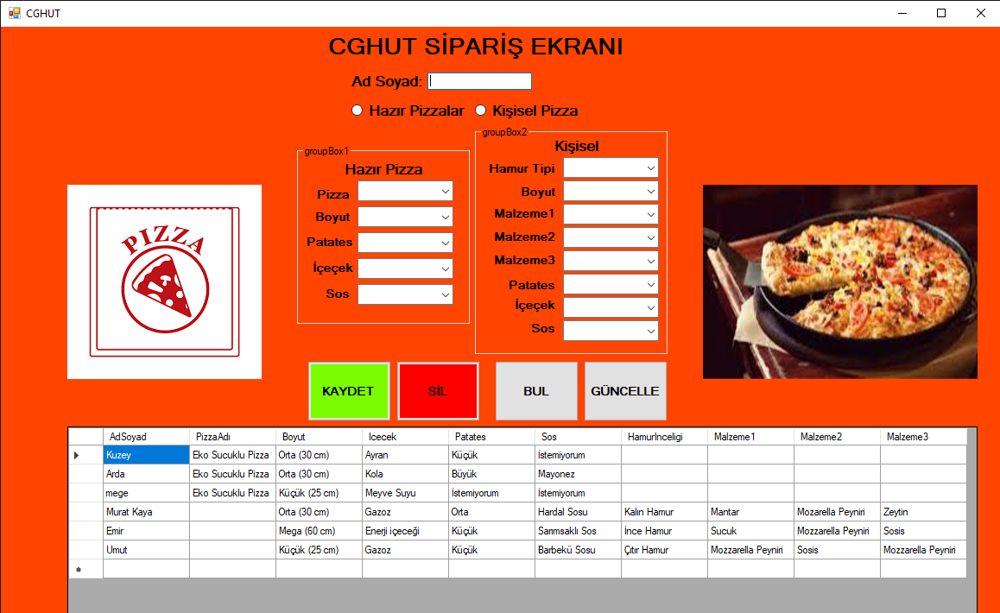 CGHUT
CGHUT SİPARİŞ EKRANI
Ad Soyad:
Hazır Pizzalar Kişisel Pizza
groupBox1
Hazır Pizza
Pizza
Boyut
Patates
İçeçek
Sos
groupBox2
Kişisel
Hamur Tipi
Boyut
Malzeme1
Malzeme2
Malzeme3
Patates
İçeçek
Sos
PIZZA
KAYDET SİL BUL GÜNCELLE
AdSoyad PizzaAdı Boyut Icecek Patates Sos HamurInceligi Malzeme1 Malzeme2 Malzeme3
Kuzey Eko Sucuklu Pizza Orta (30 cm) Ayran Küçük İstemiyorum
Arda Eko Sucuklu Pizza Orta (30 cm) Kola Büyük Mayonez
mege Eko Sucuklu Pizza Küçük (25 cm) Meyve Suyu İstemiyorum İstemiyorum
Murat Kaya Orta (30 cm) Gazoz Orta Hardal Sosu Kalın Hamur Mantar Mozarella Peyniri Zeytin
Emir Mega (60 cm) Enerji içeceği Küçük Sarımsaklı Sos İnce Hamur Sucuk Mozzarella Peyniri Sosis
Umut Küçük (25 cm) Gazoz Küçük Barbekü Sosu Çıtır Hamur Mozzarella Peyniri Sosis Mozzarella Peyniri